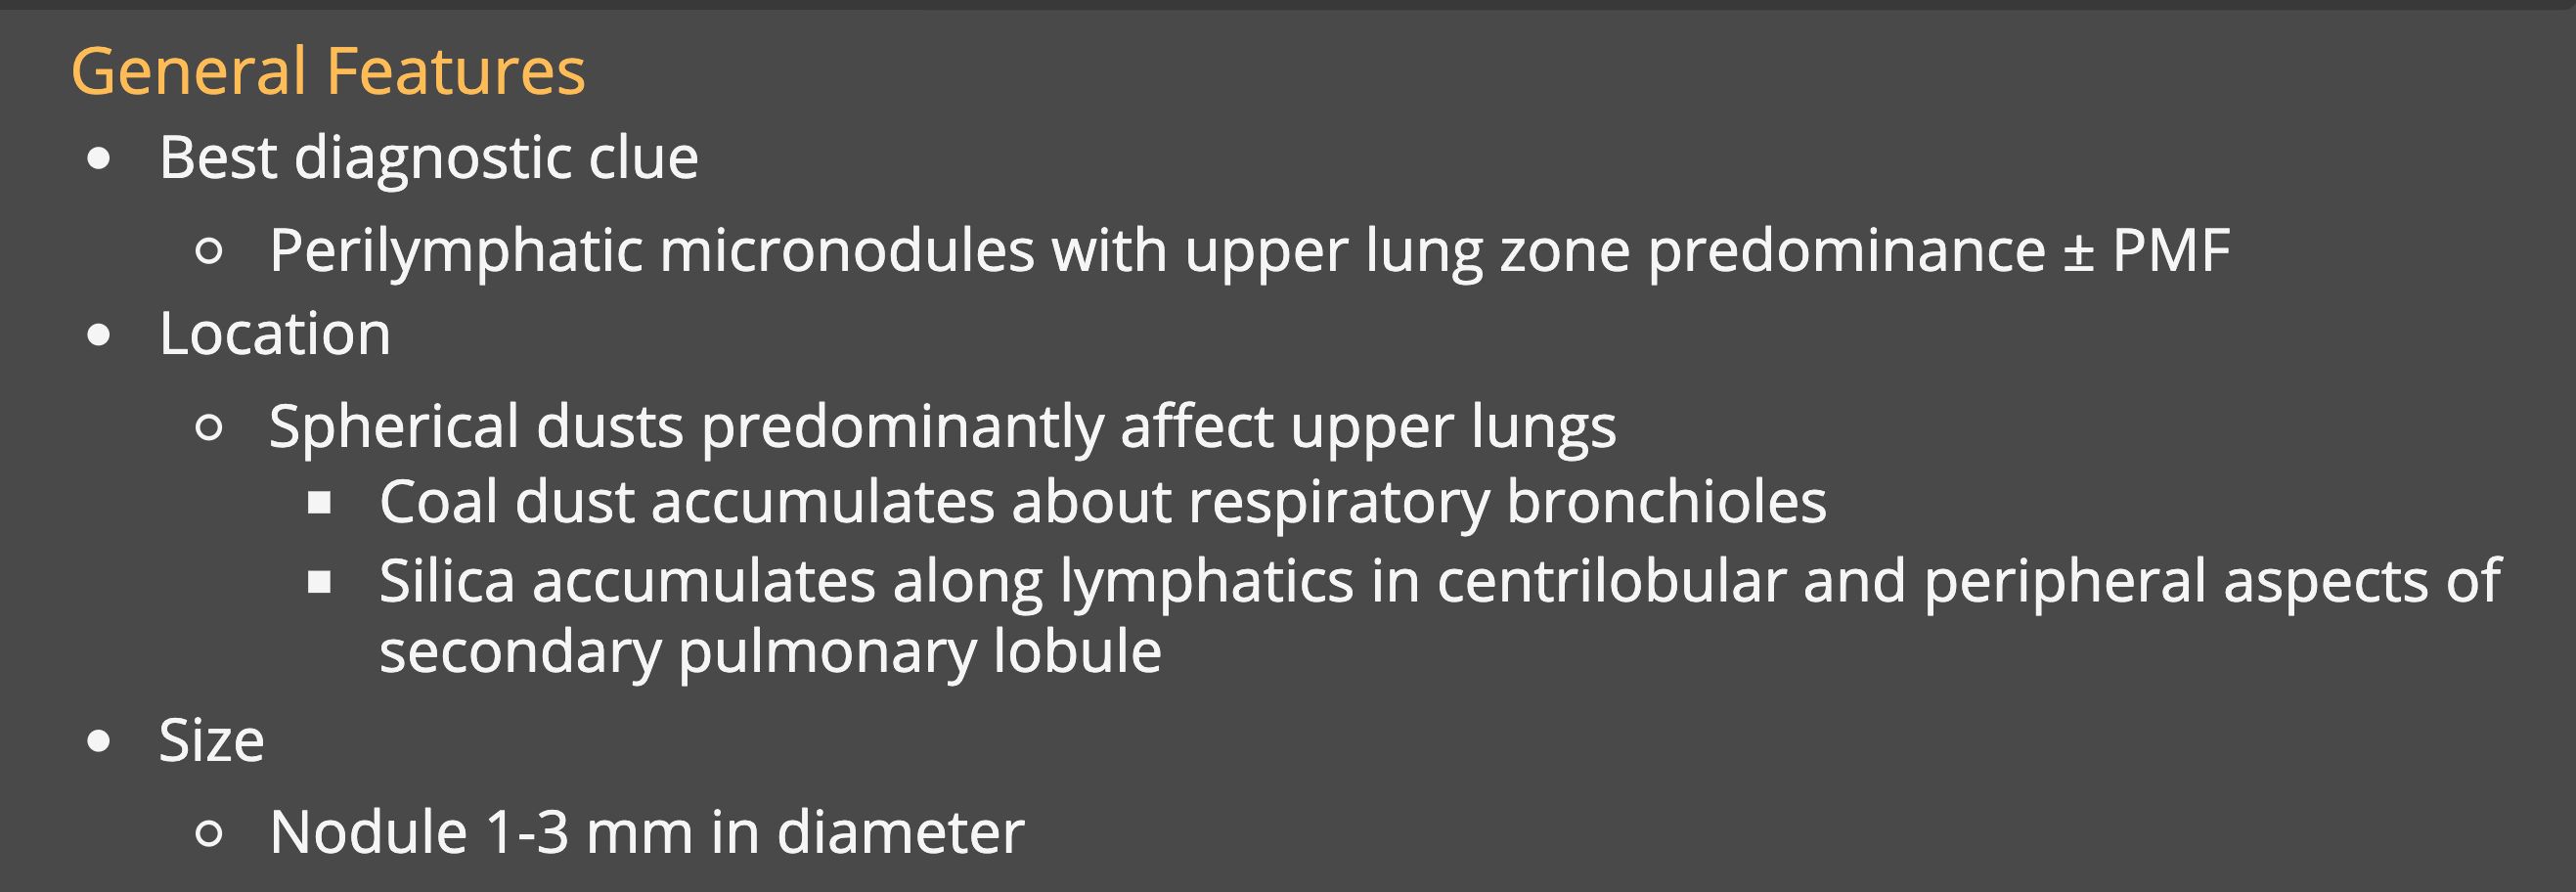 General Features
● Best diagnostic clue
○ Perilymphatic micronodules with upper lung zone predominance ± PMF
● Location
○ Spherical dusts predominantly affect upper lungs
■ Coal dust accumulates about respiratory bronchioles
■ Silica accumulates along lymphatics in centrilobular and peripheral aspects of
secondary pulmonary lobule
● Size
○ Nodule 1-3 mm in diameter